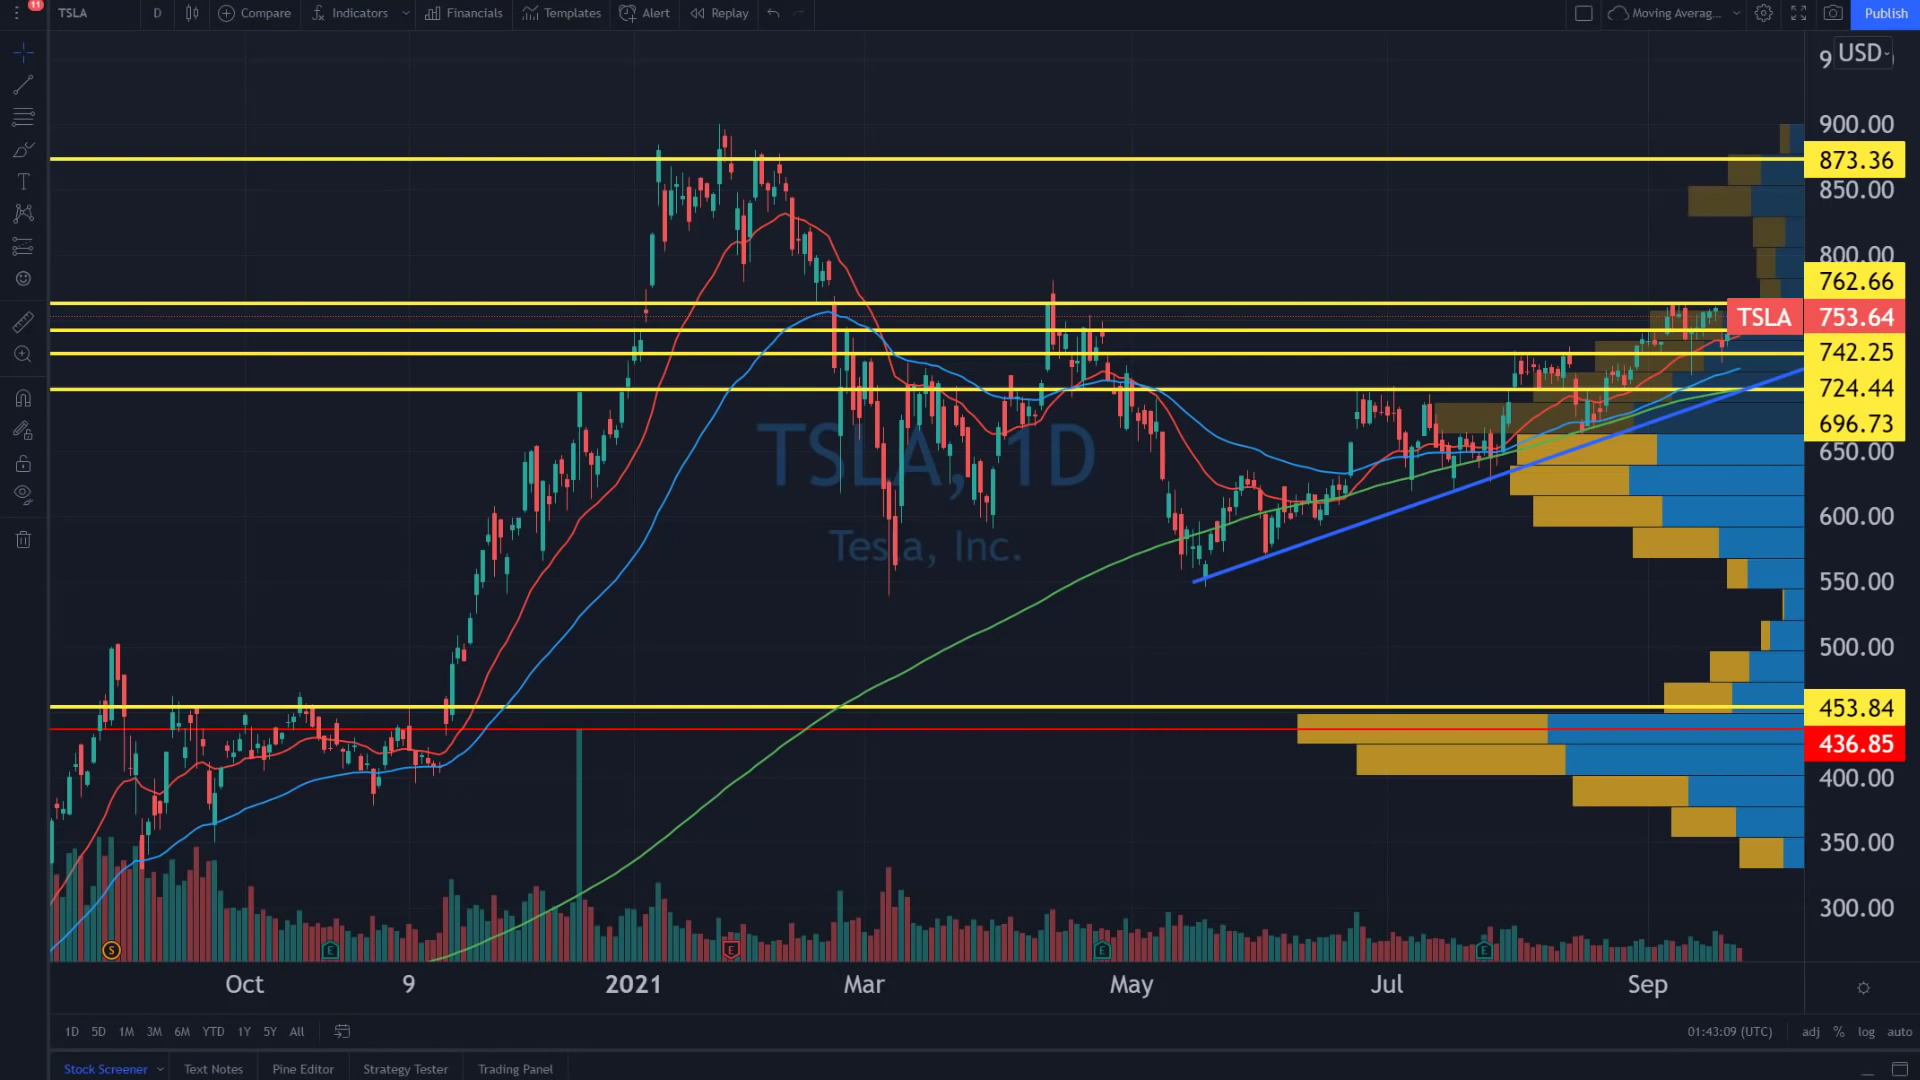 11
TSLA D Compare Indicators Financials Templates Alert Replay Moving Averag... Publish
9 USD
900.00
873.36
850.00
800.00
762.66
TSLA 753.64
742.25
724.44
696.73
650.00
600.00
550.00
500.00
453.84
436.85
400.00
350.00
300.00
TSLA, 1D
Tesla, Inc.
S E E E E
Oct 9 2021 Mar May Jul Sep
1D 5D 1M 3M 6M YTD 1Y 5Y All 01:43:09 (UTC) adj % log auto
Stock Screener Text Notes Pine Editor Strategy Tester Trading Panel